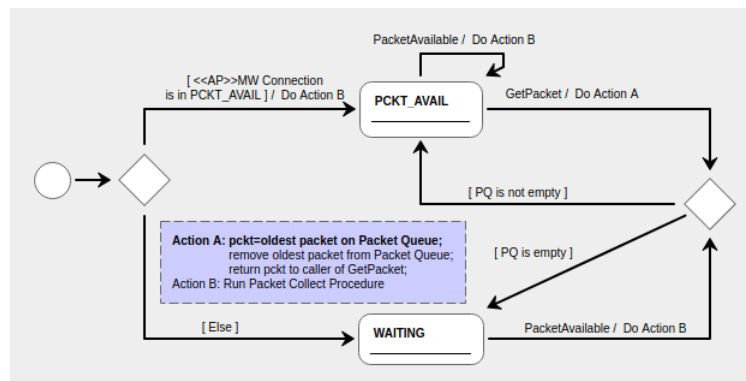 PacketAvailable /  Do Action B
[ <<AP>>MW Connection
is in PCKT_AVAIL ] /  Do Action B
PCKT_AVAIL
GetPacket /  Do Action A
[ PQ is not empty ]
Action A: pckt=oldest packet on Packet Queue;
remove oldest packet from Packet Queue;
return pckt to caller of GetPacket;
Action B: Run Packet Collect Procedure
[ PQ is empty ]
[ Else ]
WAITING
PacketAvailable /  Do Action B